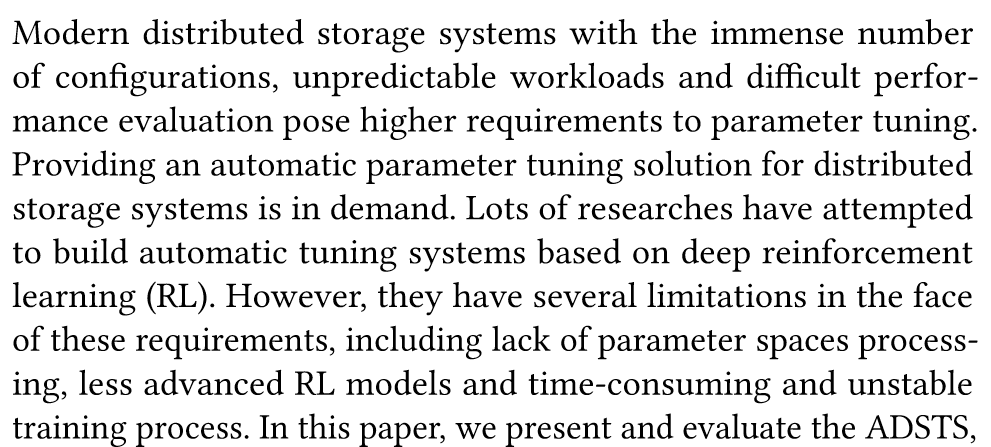 Modern distributed storage systems with the immense number
of configurations, unpredictable workloads and difficult perfor-
mance evaluation pose higher requirements to parameter tuning.
Providing an automatic parameter tuning solution for distributed
storage systems is in demand. Lots of researches have attempted
to build automatic tuning systems based on deep reinforcement
learning (RL). However, they have several limitations in the face
of these requirements, including lack of parameter spaces process-
ing, less advanced RL models and time-consuming and unstable
training process. In this paper, we present and evaluate the ADSTS,